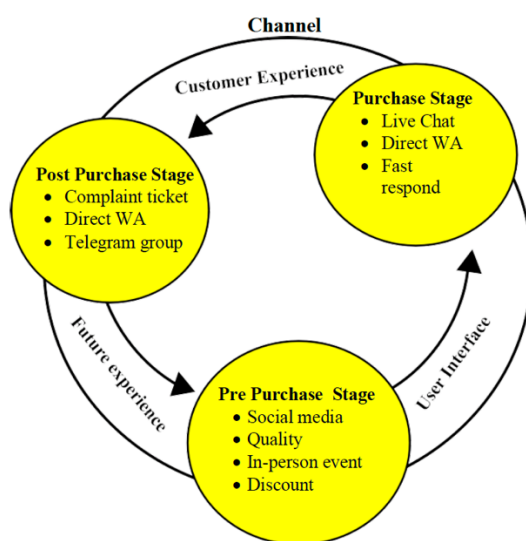 Channel
Customer Experience
Purchase Stage
• Live Chat
• Direct WA
• Fast
respond
Post Purchase Stage
• Complaint ticket
• Direct WA
• Telegram group
Future experience
User Interface
Pre Purchase Stage
• Social media
• Quality
• In-person event
• Discount